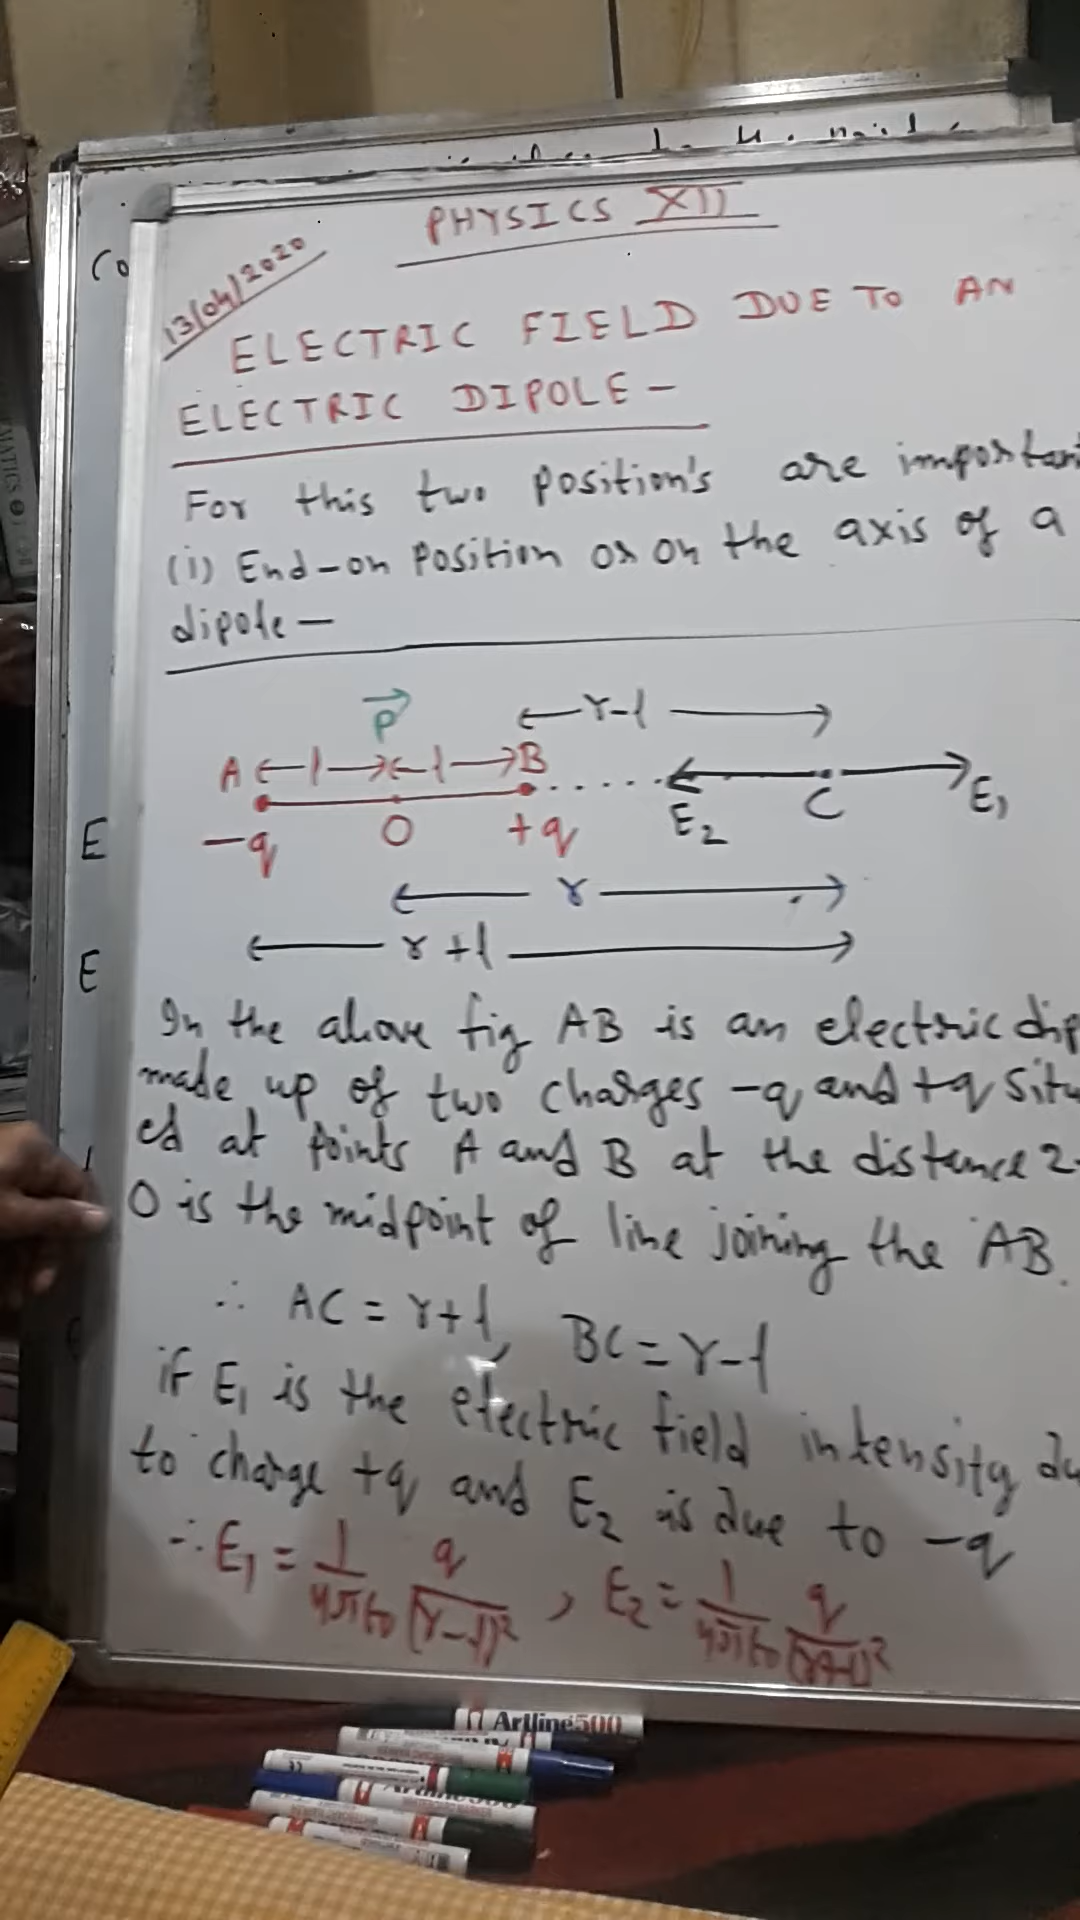 PHYSICS XII
13/04/2020
ELECTRIC FIELD DUE TO AN
ELECTRIC DIPOLE -
For this two position's are important
(i) End-on position or on the axis of a
dipole -
P
r-l
A l l B
E2 C E1
-q O +q
r
r+l
In the above fig AB is an electric dip
made up of two charges -q and +q situ
ed at points A and B at the distance 2
O is the midpoint of line joining the AB.
∴ AC = r+l, BC = r-l
if E1 is the electric field intensity du
to charge +q and E2 is due to -q
∴ E1 = 1/4πε0 q/(r-l)², E2 = 1/4πε0 q/(r+l)²
Co
E
E
MATICS
Artline 500